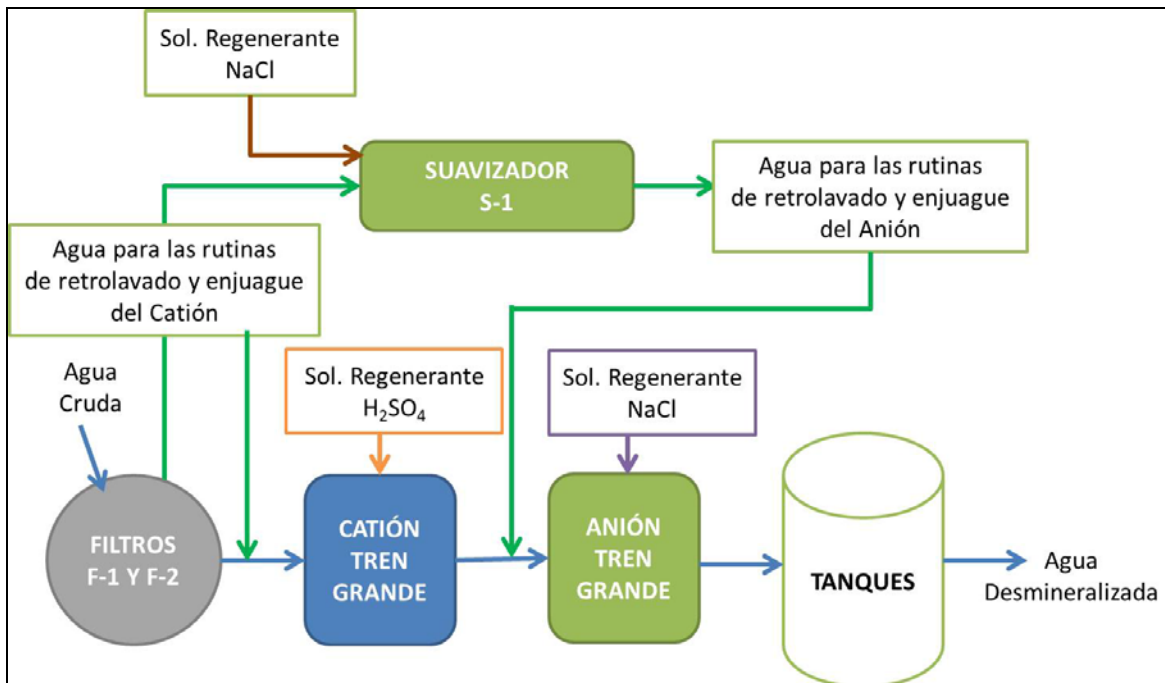 Sol. Regenerante
NaCl
SUAVIZADOR
S-1
Agua para las rutinas
de retrolavado y enjuague
del Anión
Agua para las rutinas
de retrolavado y enjuague
del Catión
Agua
Cruda
Sol. Regenerante
H₂SO₄
Sol. Regenerante
NaCl
FILTROS
F-1 Y F-2
CATIÓN
TREN
GRANDE
ANIÓN
TREN
GRANDE
TANQUES
Agua
Desmineralizada